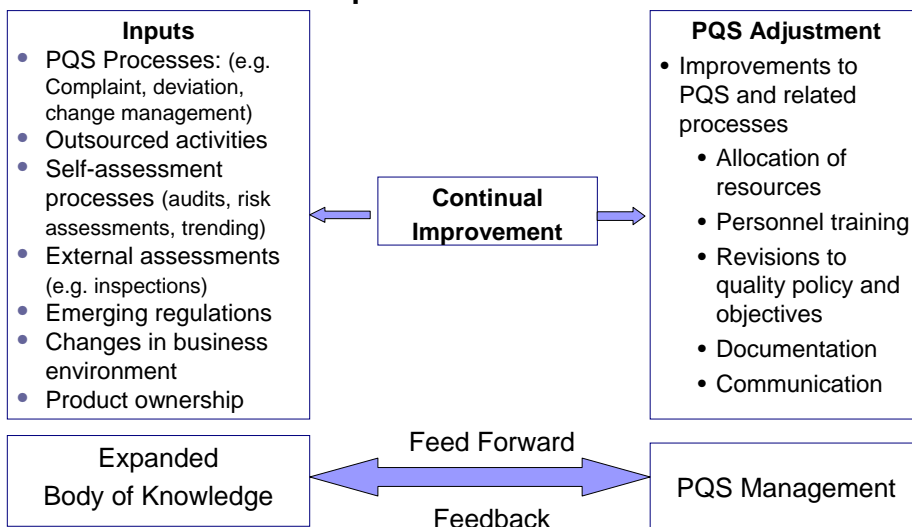 Inputs
PQS Processes: (e.g.
Complaint, deviation,
change management)
Outsourced activities
Self-assessment
processes (audits, risk
assessments, trending)
External assessments
(e.g. inspections)
Emerging regulations
Changes in business
environment
Product ownership
Continual
Improvement
PQS Adjustment
• Improvements to
PQS and related
processes
• Allocation of
resources
• Personnel training
• Revisions to
quality policy and
objectives
• Documentation
• Communication
Expanded
Body of Knowledge
Feed Forward
Feedback
PQS Management